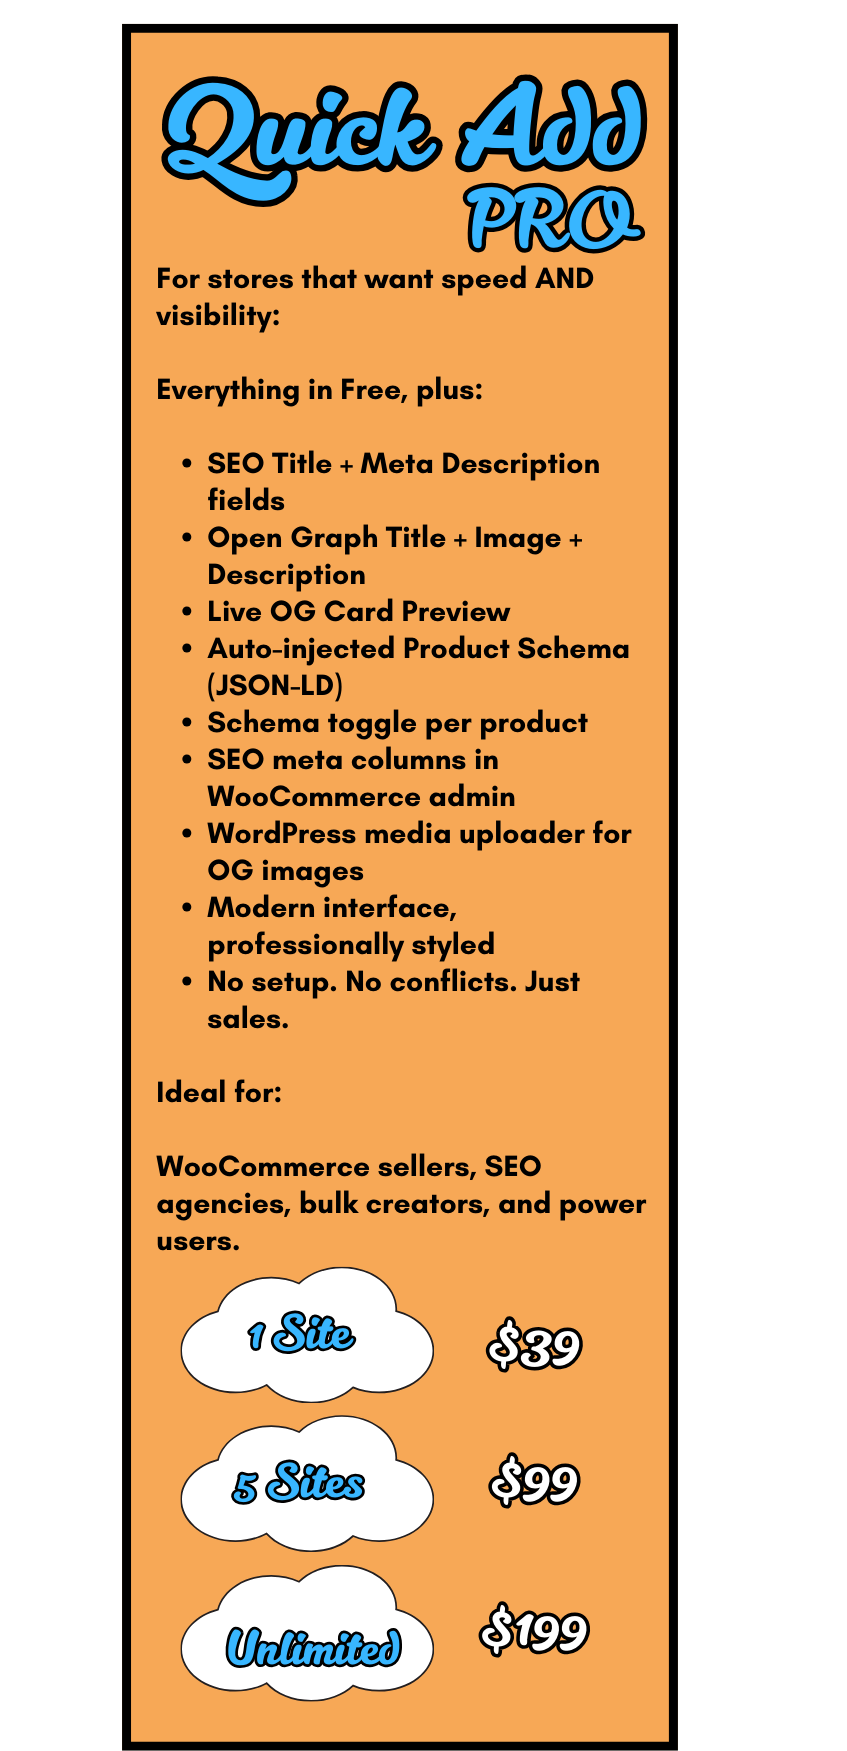 Quick Add
PRO
For stores that want speed AND
visibility:
Everything in Free, plus:
• SEO Title + Meta Description
fields
• Open Graph Title + Image +
Description
• Live OG Card Preview
• Auto-injected Product Schema
(JSON-LD)
• Schema toggle per product
• SEO meta columns in
WooCommerce admin
• WordPress media uploader for
OG images
• Modern interface,
professionally styled
• No setup. No conflicts. Just
sales.
Ideal for:
WooCommerce sellers, SEO
agencies, bulk creators, and power
users.
1 Site $39
5 Sites $99
Unlimited $199